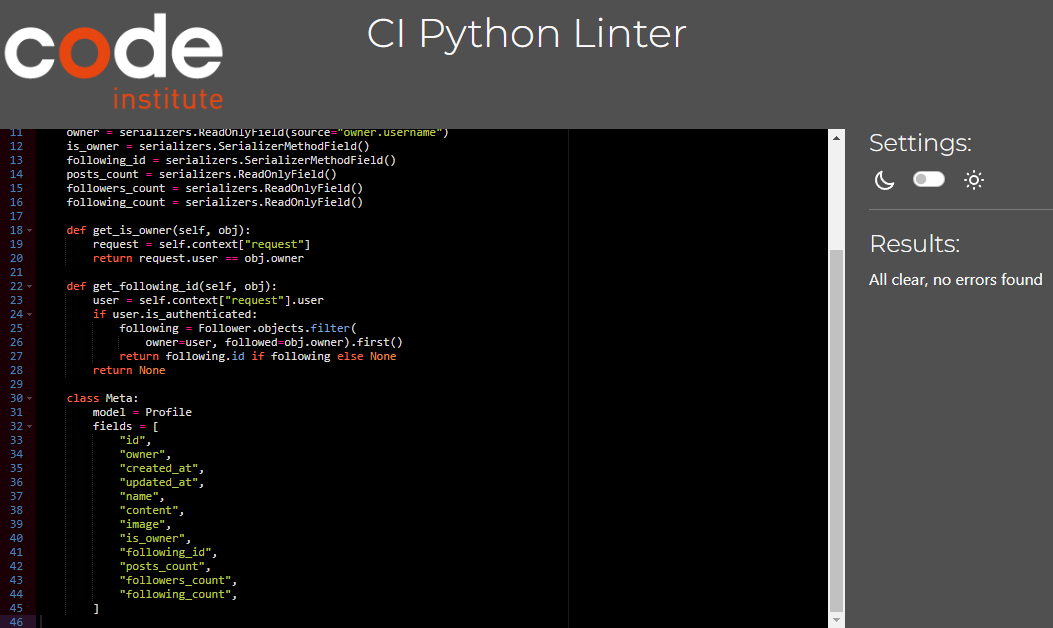 code
institute
CI Python Linter
11 owner = serializers.ReadOnlyField(source="owner.username")
12 is_owner = serializers.SerializerMethodField()
13 following_id = serializers.SerializerMethodField()
14 posts_count = serializers.ReadOnlyField()
15 followers_count = serializers.ReadOnlyField()
16 following_count = serializers.ReadOnlyField()
17
18 def get_is_owner(self, obj):
19 request = self.context["request"]
20 return request.user == obj.owner
21
22 def get_following_id(self, obj):
23 user = self.context["request"].user
24 if user.is_authenticated:
25 following = Follower.objects.filter(
26 owner=user, followed=obj.owner).first()
27 return following.id if following else None
28 return None
29
30 class Meta:
31 model = Profile
32 fields = [
33 "id",
34 "owner",
35 "created_at",
36 "updated_at",
37 "name",
38 "content",
39 "image",
40 "is_owner",
41 "following_id",
42 "posts_count",
43 "followers_count",
44 "following_count",
45 ]
46
Settings:
Results:
All clear, no errors found